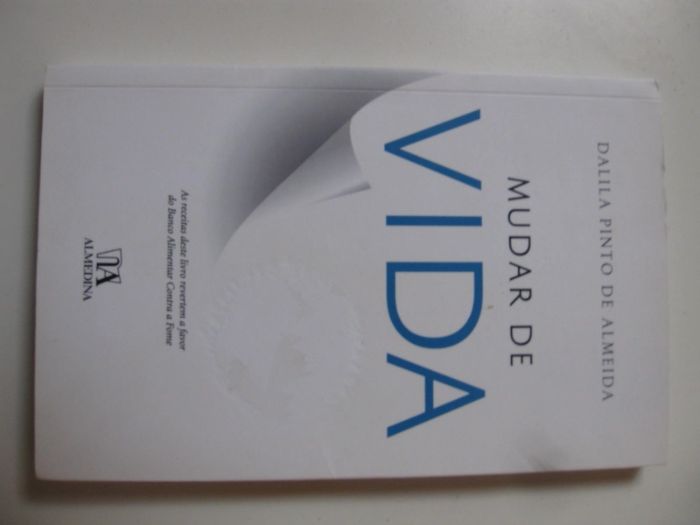 DALILA PINTO DE ALMEIDA
MUDAR DE
VIDA
As receitas deste livro revertem a favor
do Banco Alimentar Contra a Fome
ALMEDINA